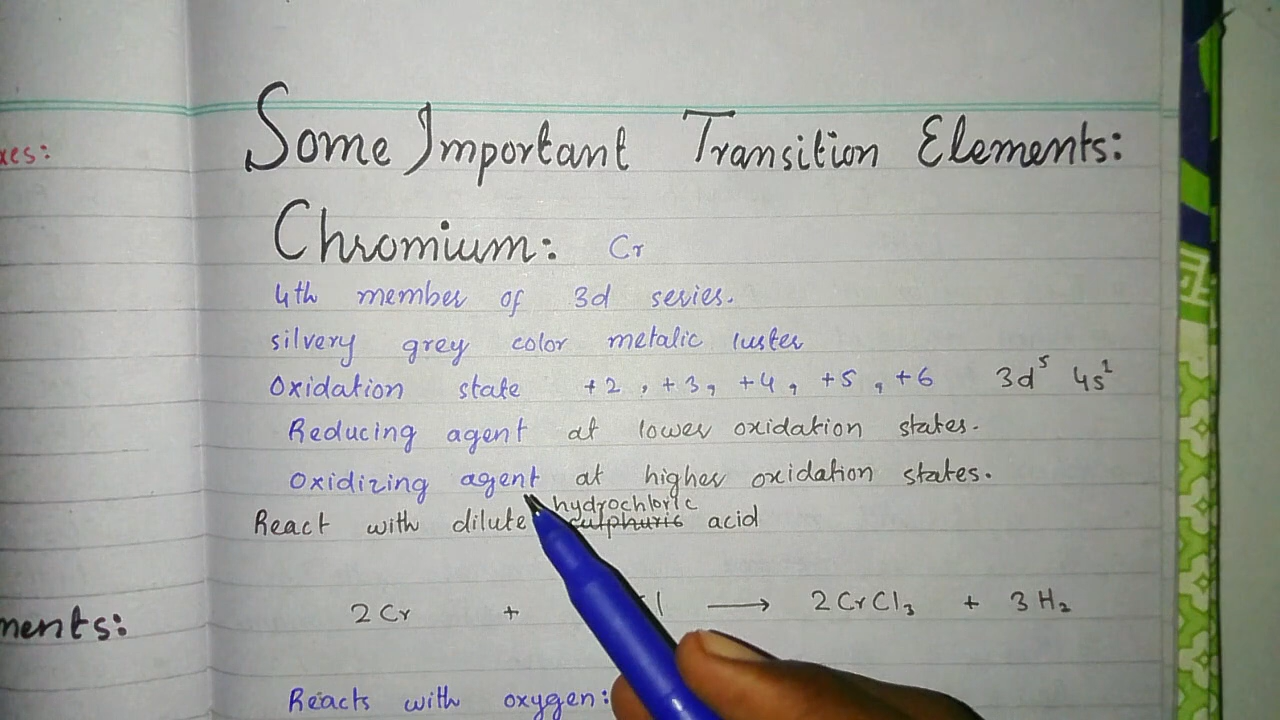 xes:
Some Important Transition Elements:
Chromium: Cr
4th member of 3d series.
silvery grey color metalic luster
Oxidation state +2, +3, +4, +5, +6 3d⁵ 4s¹
Reducing agent at lower oxidation states.
Oxidizing agent at higher oxidation states.
hydrochloric
React with dilute sulphuric acid
2Cr + l ⟶ 2CrCl₃ + 3H₂
ments:
Reacts with oxygen: